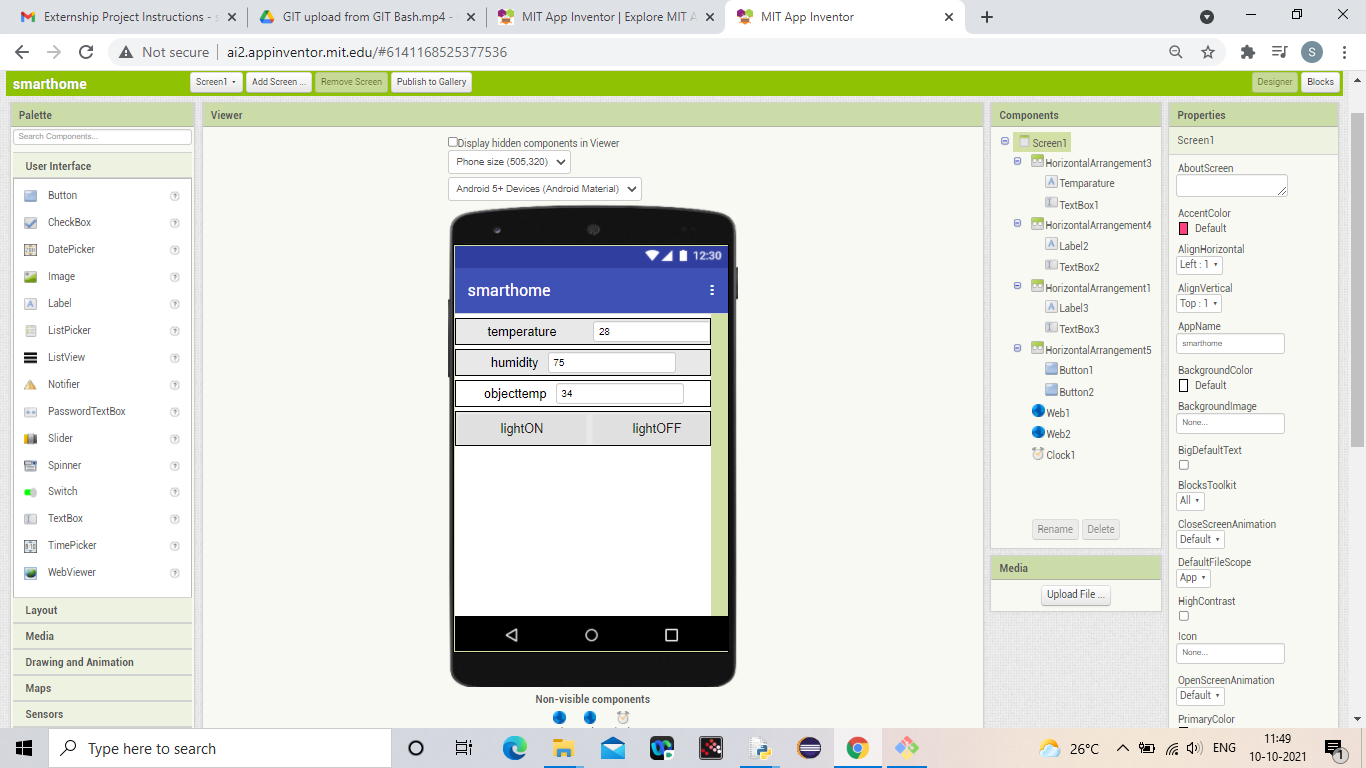 Externship Project Instructions - s
GIT upload from GIT Bash.mp4 -
MIT App Inventor | Explore MIT A
MIT App Inventor
Not secure | ai2.appinventor.mit.edu/#6141168525377536
S
smarthome
Screen1
Add Screen ...
Remove Screen
Publish to Gallery
Designer
Blocks
Palette
Search Components...
User Interface
Button
CheckBox
DatePicker
Image
Label
ListPicker
ListView
Notifier
PasswordTextBox
Slider
Spinner
Switch
TextBox
TimePicker
WebViewer
Layout
Media
Drawing and Animation
Maps
Sensors
Viewer
Display hidden components in Viewer
Phone size (505,320)
Android 5+ Devices (Android Material)
12:30
smarthome
temperature 28
humidity 75
objecttemp 34
lightON lightOFF
Non-visible components
Components
Screen1
HorizontalArrangement3
Temparature
TextBox1
HorizontalArrangement4
Label2
TextBox2
HorizontalArrangement1
Label3
TextBox3
HorizontalArrangement5
Button1
Button2
Web1
Web2
Clock1
Rename Delete
Media
Upload File ...
Properties
Screen1
AboutScreen
AccentColor
Default
AlignHorizontal
Left : 1
AlignVertical
Top : 1
AppName
smarthome
BackgroundColor
Default
BackgroundImage
None...
BigDefaultText
BlocksToolkit
All
CloseScreenAnimation
Default
DefaultFileScope
App
HighContrast
Icon
None...
OpenScreenAnimation
Default
PrimaryColor
Type here to search
26°C
ENG
11:49
10-10-2021
1